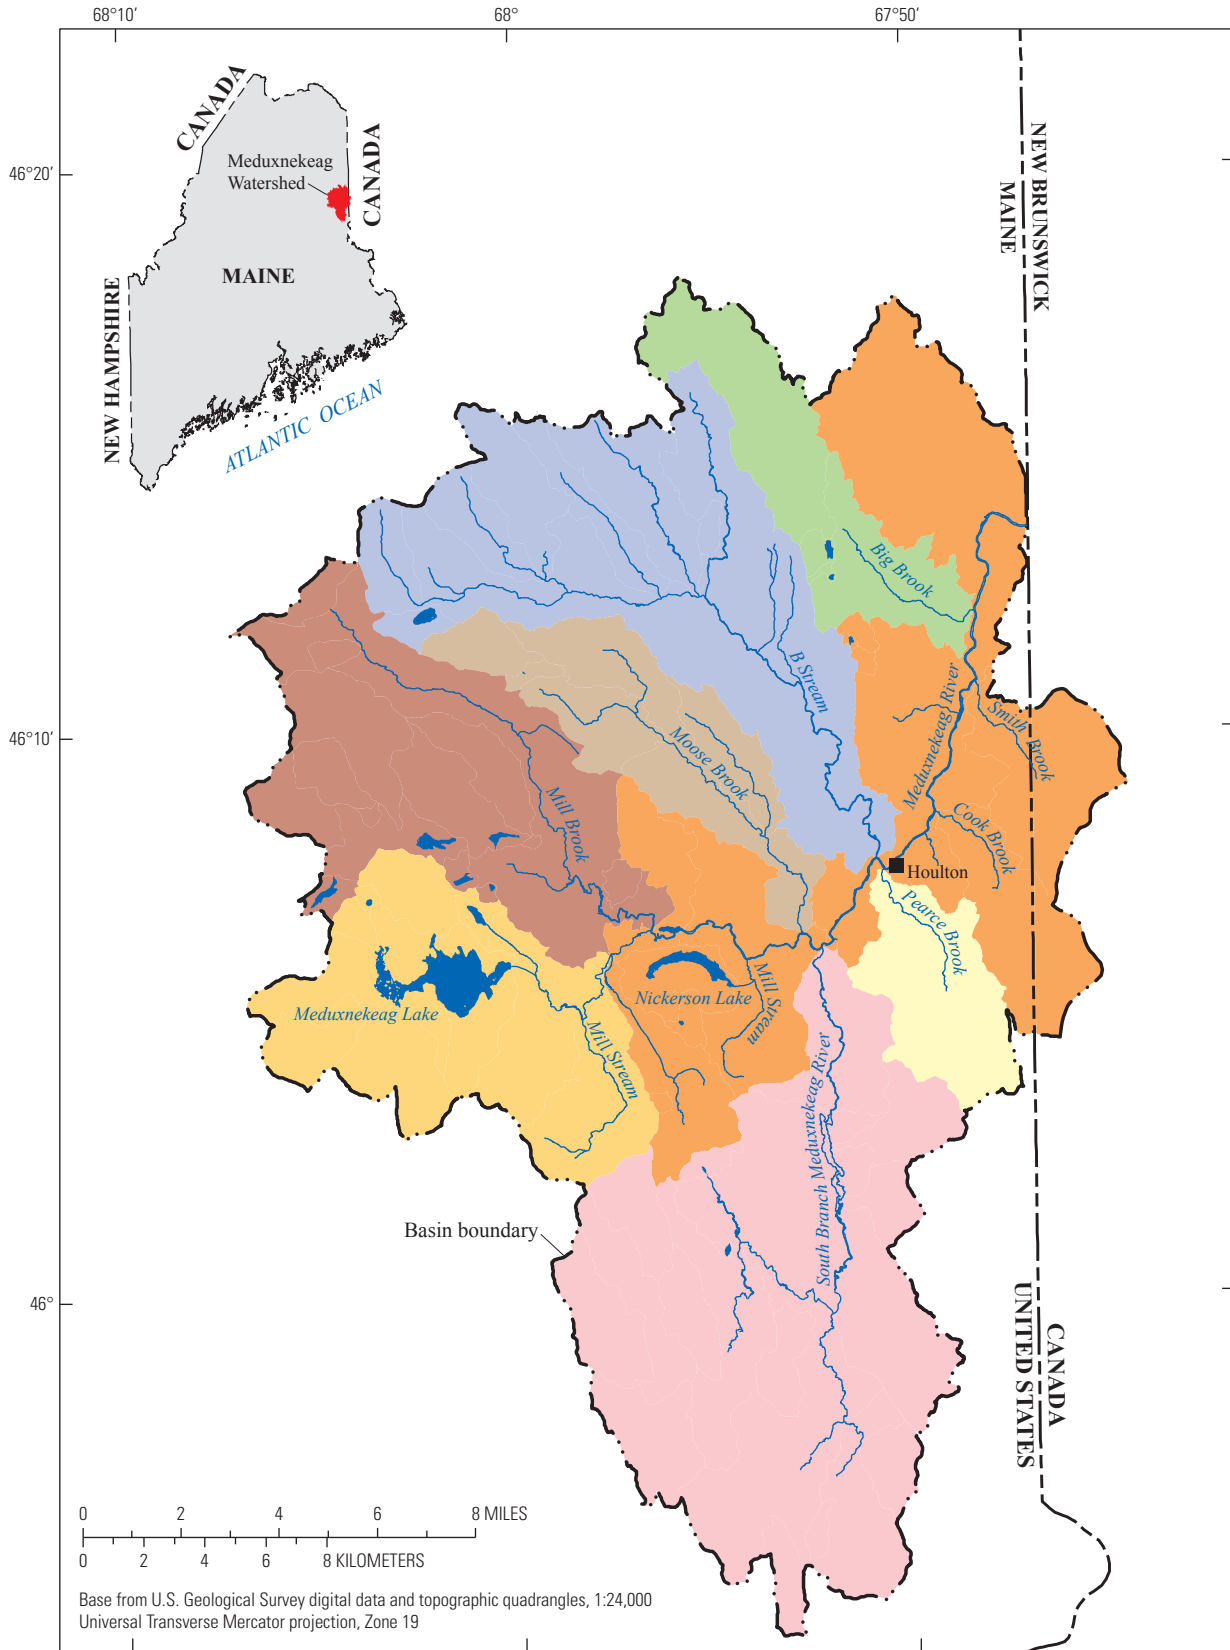 68°10′
68°
67°50′
46°20′
46°10′
46°
CANADA
CANADA
Meduxnekeag
Watershed
MAINE
NEW HAMPSHIRE
ATLANTIC OCEAN
NEW BRUNSWICK
MAINE
Big Brook
B Stream
Meduxnekeag River
Smith Brook
Moose Brook
Mill Brook
Cook Brook
Houlton
Pearce Brook
Nickerson Lake
Mill Stream
Meduxnekeag Lake
Mill Stream
South Branch Meduxnekeag River
Basin boundary
CANADA
UNITED STATES
0 2 4 6 8 MILES
0 2 4 6 8 KILOMETERS
Base from U.S. Geological Survey digital data and topographic quadrangles, 1:24,000
Universal Transverse Mercator projection, Zone 19